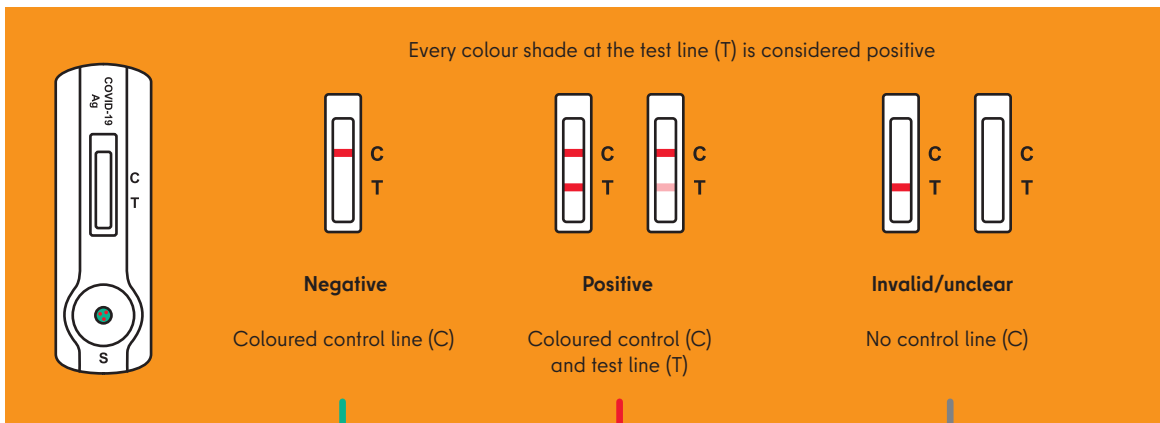 Every colour shade at the test line (T) is considered positive
COVID-19
Ag
C
T
S
C
T
C
T
C
T
C
T
C
T
Negative
Positive
Invalid/unclear
Coloured control line (C)
Coloured control (C)
and test line (T)
No control line (C)